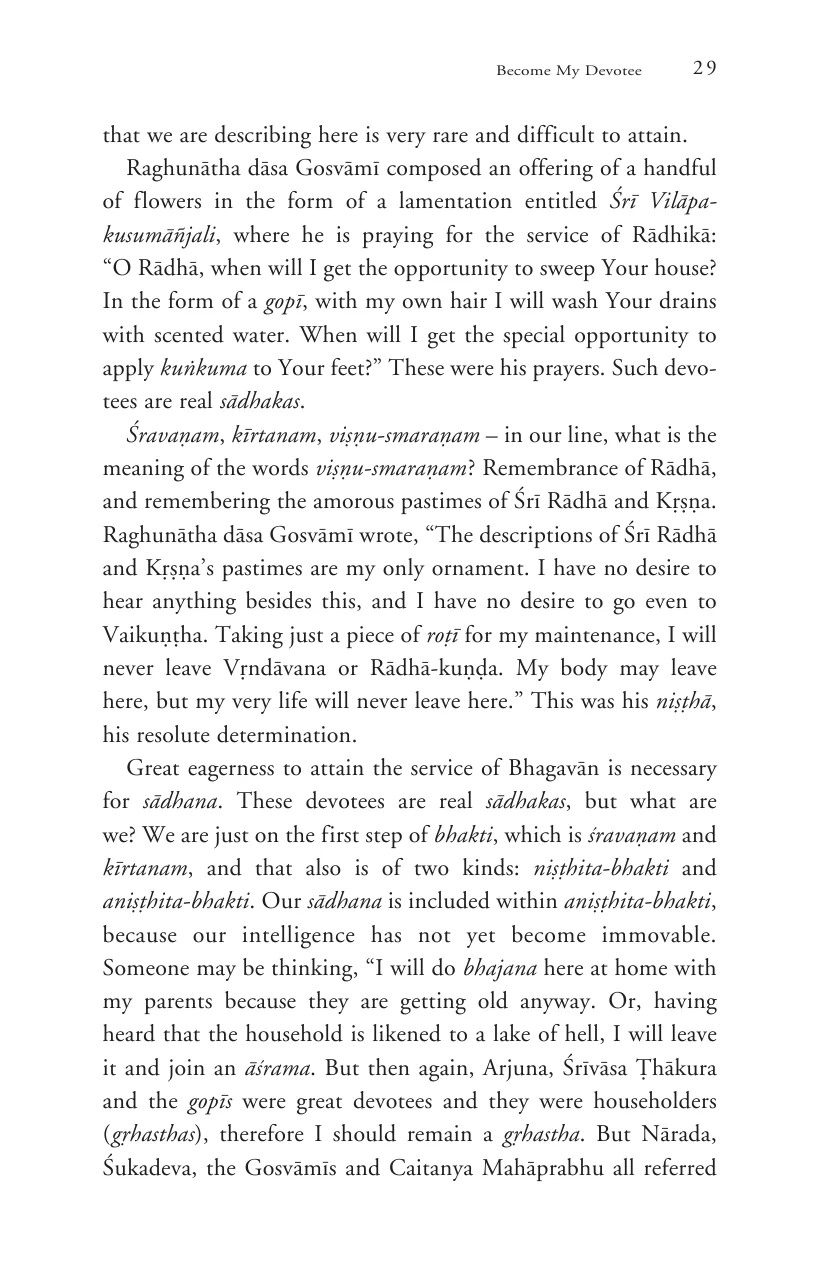 Become My Devotee 29
that we are describing here is very rare and difficult to attain.
Raghunātha dāsa Gosvāmī composed an offering of a handful
of flowers in the form of a lamentation entitled Śrī Vilāpa-
kusumāñjali, where he is praying for the service of Rādhikā:
“O Rādhā, when will I get the opportunity to sweep Your house?
In the form of a gopī, with my own hair I will wash Your drains
with scented water. When will I get the special opportunity to
apply kuṅkuma to Your feet?” These were his prayers. Such devo-
tees are real sādhakas.
Śravaṇam, kīrtanam, viṣṇu-smaraṇam – in our line, what is the
meaning of the words viṣṇu-smaraṇam? Remembrance of Rādhā,
and remembering the amorous pastimes of Śrī Rādhā and Kṛṣṇa.
Raghunātha dāsa Gosvāmī wrote, “The descriptions of Śrī Rādhā
and Kṛṣṇa’s pastimes are my only ornament. I have no desire to
hear anything besides this, and I have no desire to go even to
Vaikuṇṭha. Taking just a piece of roṭī for my maintenance, I will
never leave Vṛndāvana or Rādhā-kuṇḍa. My body may leave
here, but my very life will never leave here.” This was his niṣṭhā,
his resolute determination.
Great eagerness to attain the service of Bhagavān is necessary
for sādhana. These devotees are real sādhakas, but what are
we? We are just on the first step of bhakti, which is śravaṇam and
kīrtanam, and that also is of two kinds: niṣṭhita-bhakti and
aniṣṭhita-bhakti. Our sādhana is included within aniṣṭhita-bhakti,
because our intelligence has not yet become immovable.
Someone may be thinking, “I will do bhajana here at home with
my parents because they are getting old anyway. Or, having
heard that the household is likened to a lake of hell, I will leave
it and join an āśrama. But then again, Arjuna, Śrīvāsa Ṭhākura
and the gopīs were great devotees and they were householders
(gṛhasthas), therefore I should remain a gṛhastha. But Nārada,
Śukadeva, the Gosvāmīs and Caitanya Mahāprabhu all referred